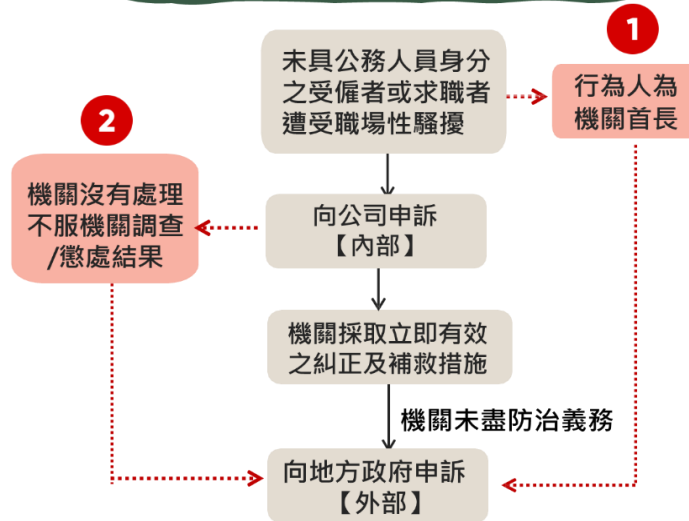 1
未具公務人員身分
之受僱者或求職者
遭受職場性騷擾
行為人為
機關首長
2
機關沒有處理
不服機關調查
/懲處結果
向公司申訴
【內部】
機關採取立即有效
之糾正及補救措施
機關未盡防治義務
向地方政府申訴
【外部】